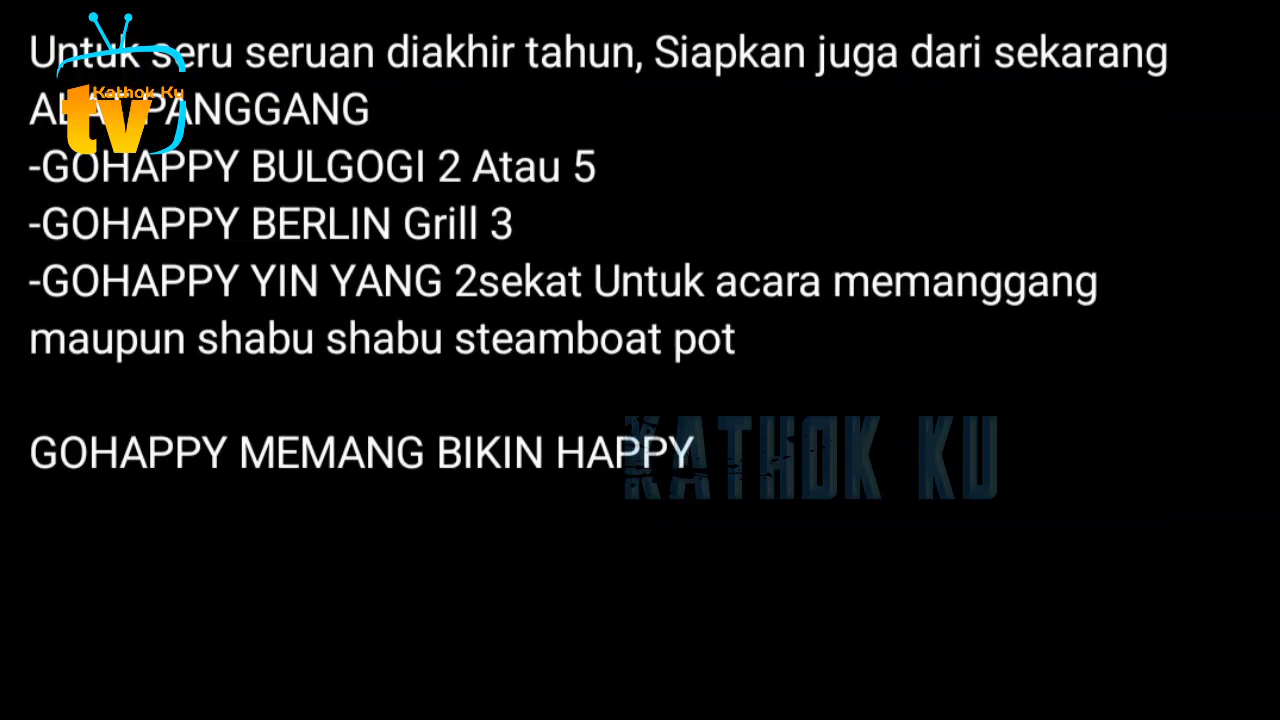 Untuk seru seruan diakhir tahun, Siapkan juga dari sekarang
ALAT PANGGANG
-GOHAPPY BULGOGI 2 Atau 5
-GOHAPPY BERLIN Grill 3
-GOHAPPY YIN YANG 2sekat Untuk acara memanggang
maupun shabu shabu steamboat pot
GOHAPPY MEMANG BIKIN HAPPY
Kathok Ku
tv
KATHOK KU